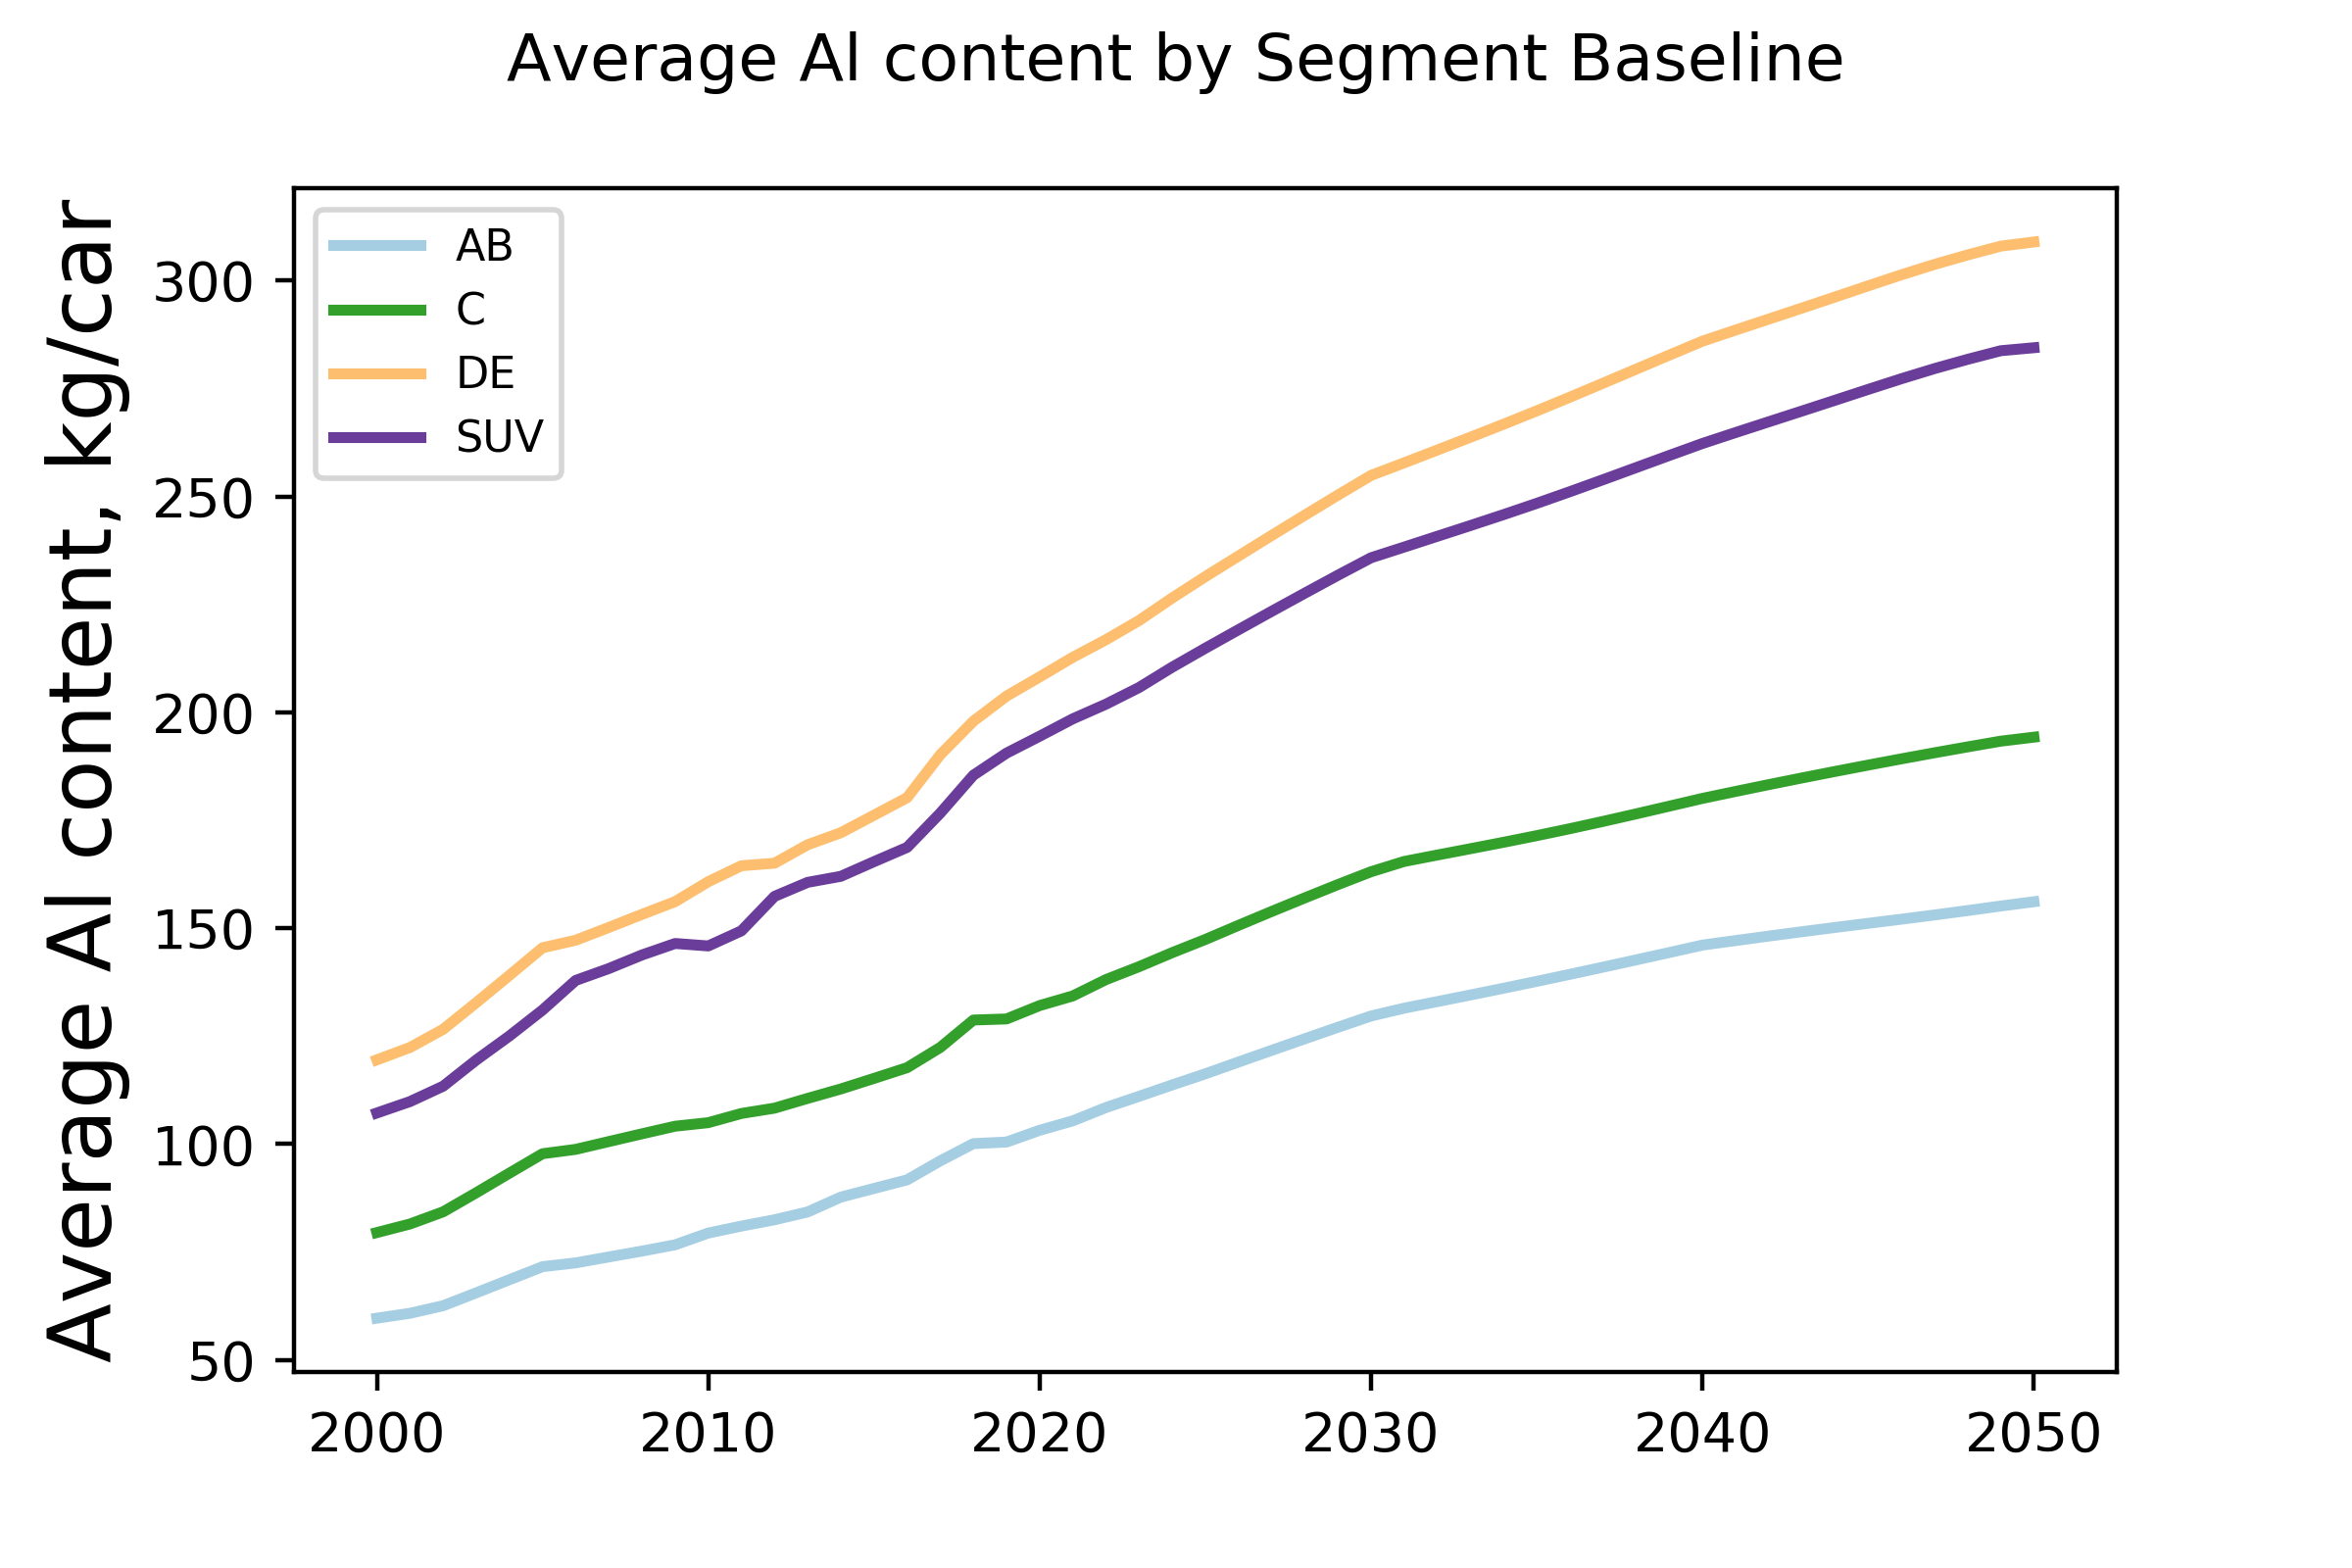 Average Al content by Segment Baseline
Average Al content, kg/car
AB
C
DE
SUV
300
250
200
150
100
50
2000 2010 2020 2030 2040 2050